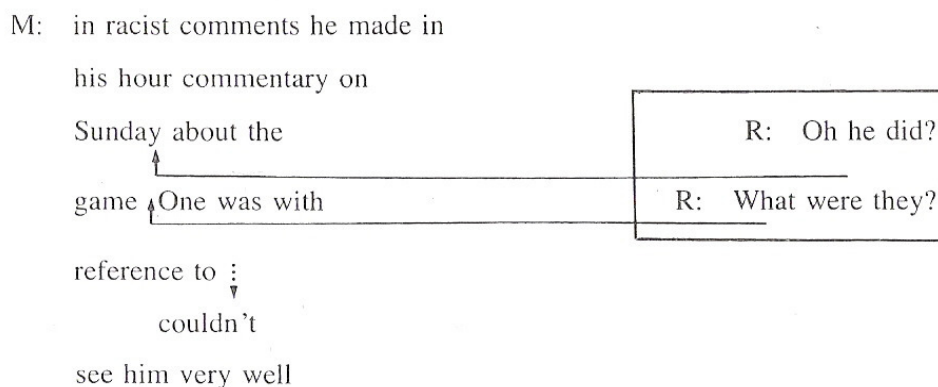 M: in racist comments he made in
his hour commentary on
Sunday about the
R: Oh he did?
game One was with
R: What were they?
reference to
couldn't
see him very well